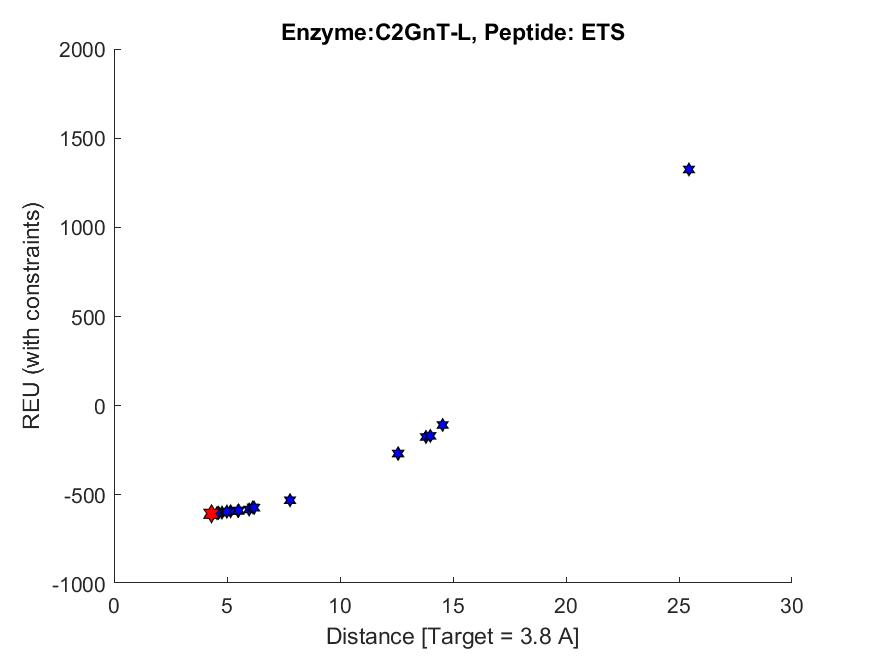 Enzyme:C2GnT-L, Peptide: ETS
2000
1500
1000
500
0
-500
-1000
REU (with constraints)
0 5 10 15 20 25 30
Distance [Target = 3.8 A]